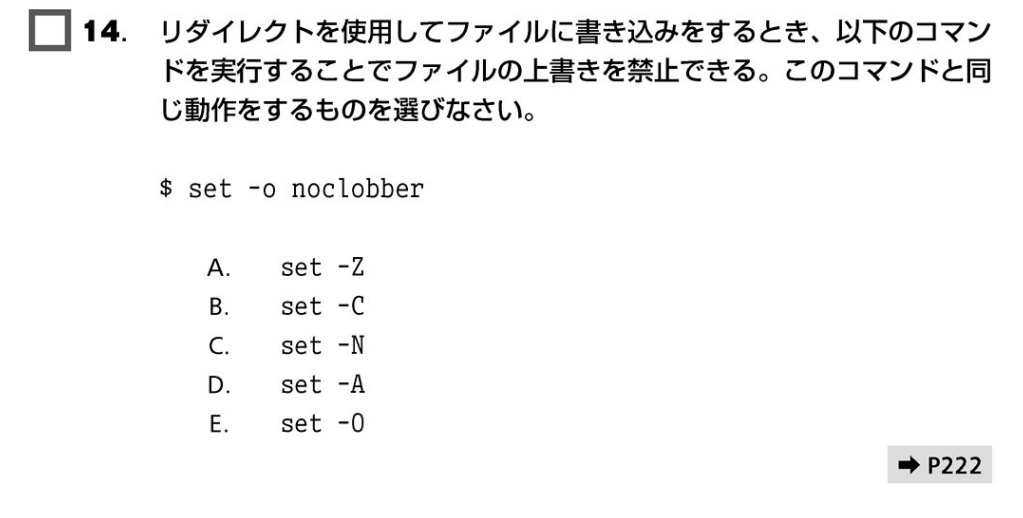 14. リダイレクトを使用してファイルに書き込みをするとき、以下のコマン
ドを実行することでファイルの上書きを禁止できる。このコマンドと同
じ動作をするものを選びなさい。
$ set -o noclobber
A. set -Z
B. set -C
C. set -N
D. set -A
E. set -O
➡ P222